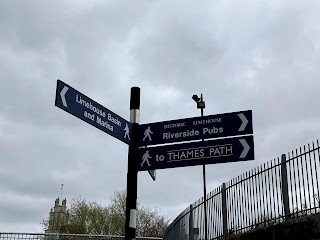 Limehouse Basin
and Marina
HISTORIC LIMEHOUSE
Riverside Pubs
to THAMES PATH